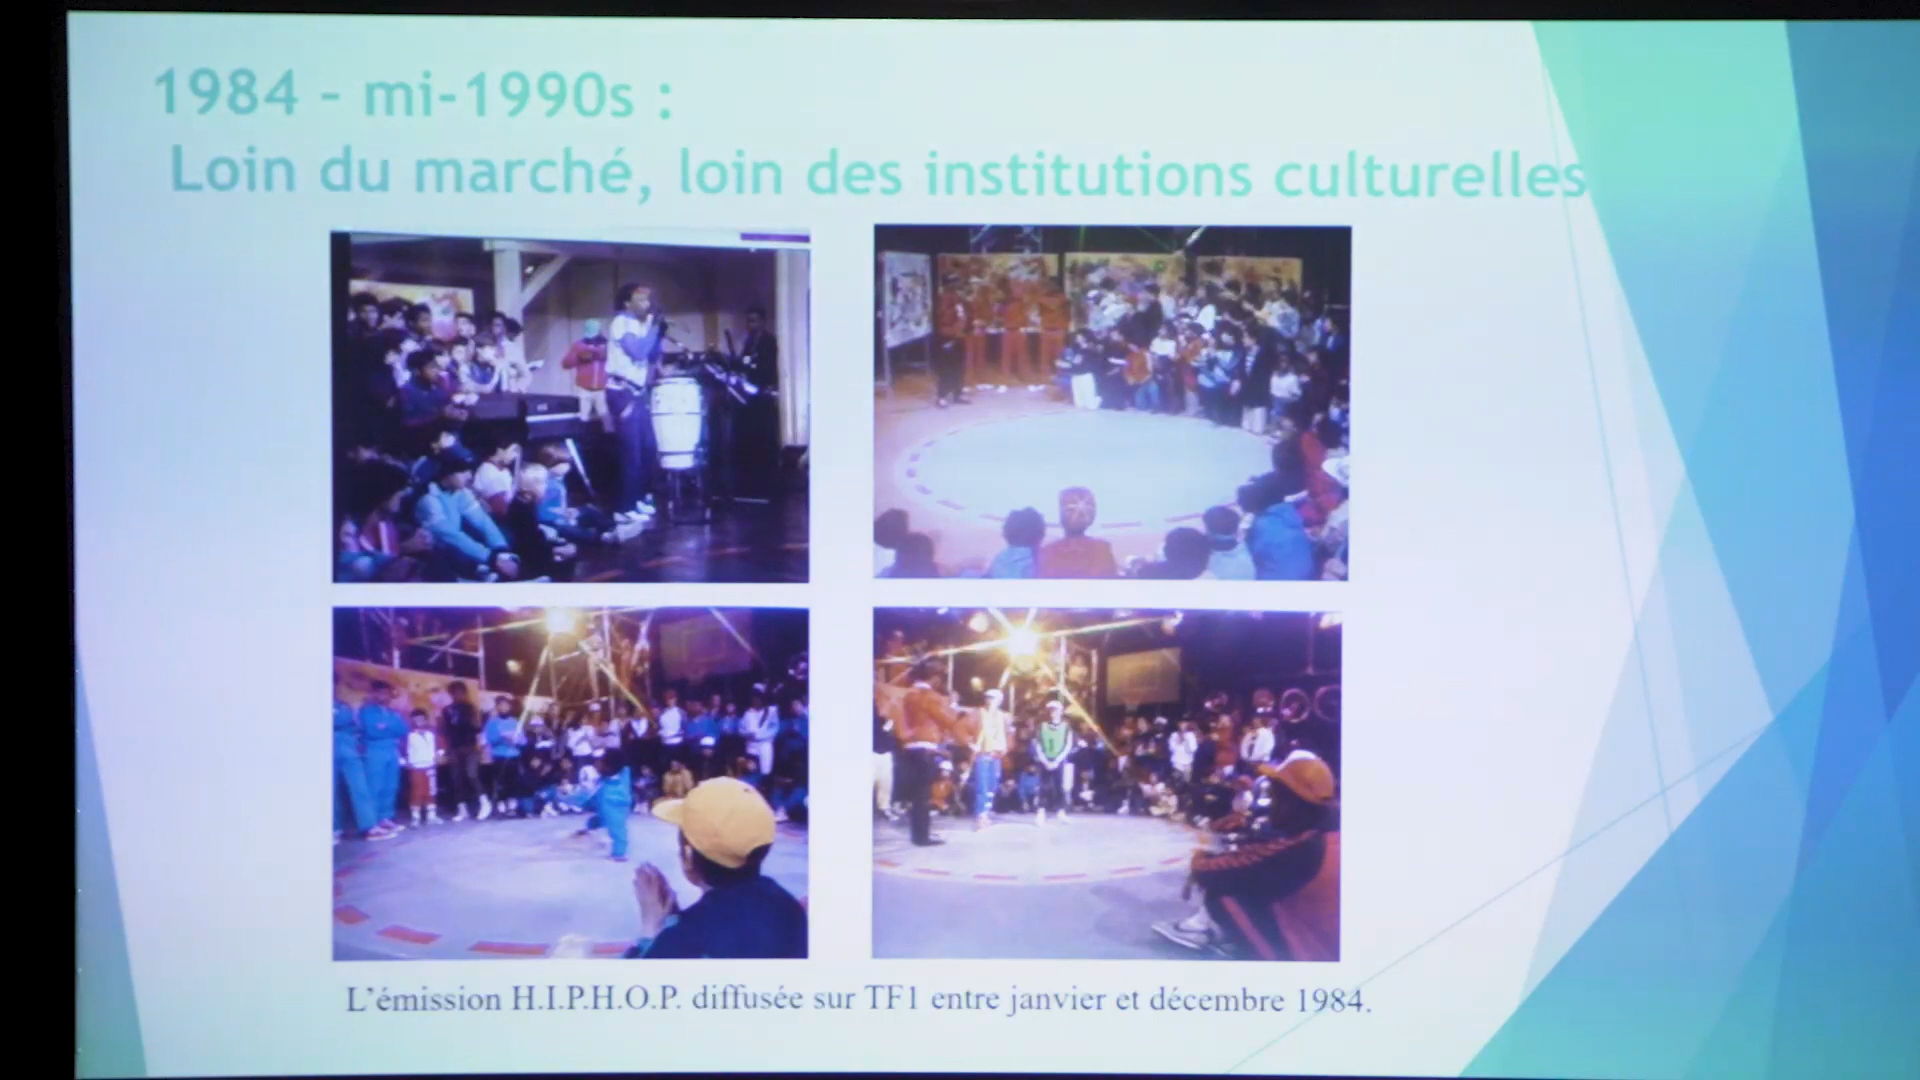 1984 – mi-1990s :
Loin du marché, loin des institutions culturelles
L’émission H.I.P.H.O.P. diffusée sur TF1 entre janvier et décembre 1984.